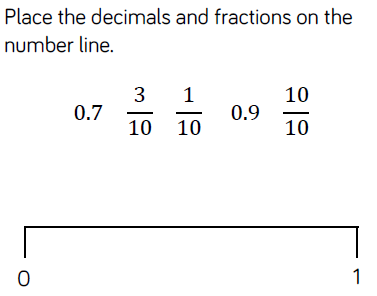 Place the decimals and fractions on the
number line.
0.7 3/10 1/10 0.9 10/10
0 1